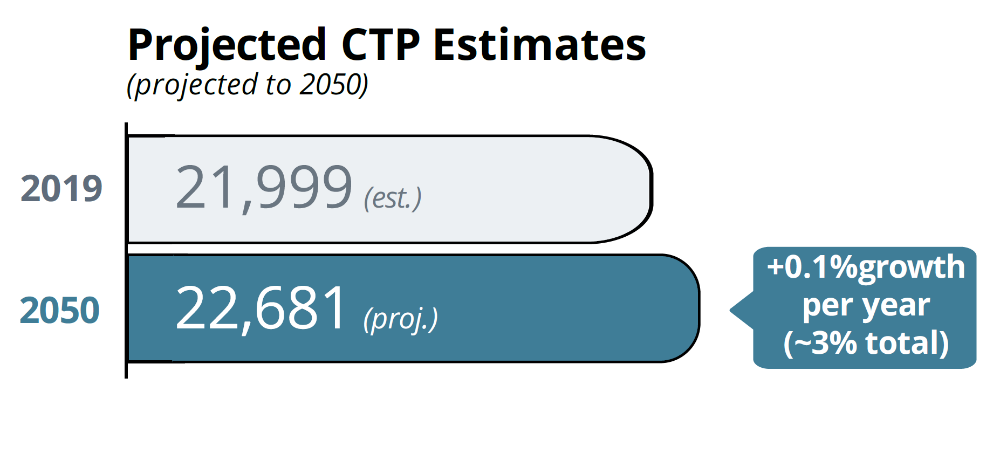 Projected CTP Estimates
(projected to 2050)
2019
21,999 (est.)
2050
22,681 (proj.)
+0.1%growth
per year
(~3% total)